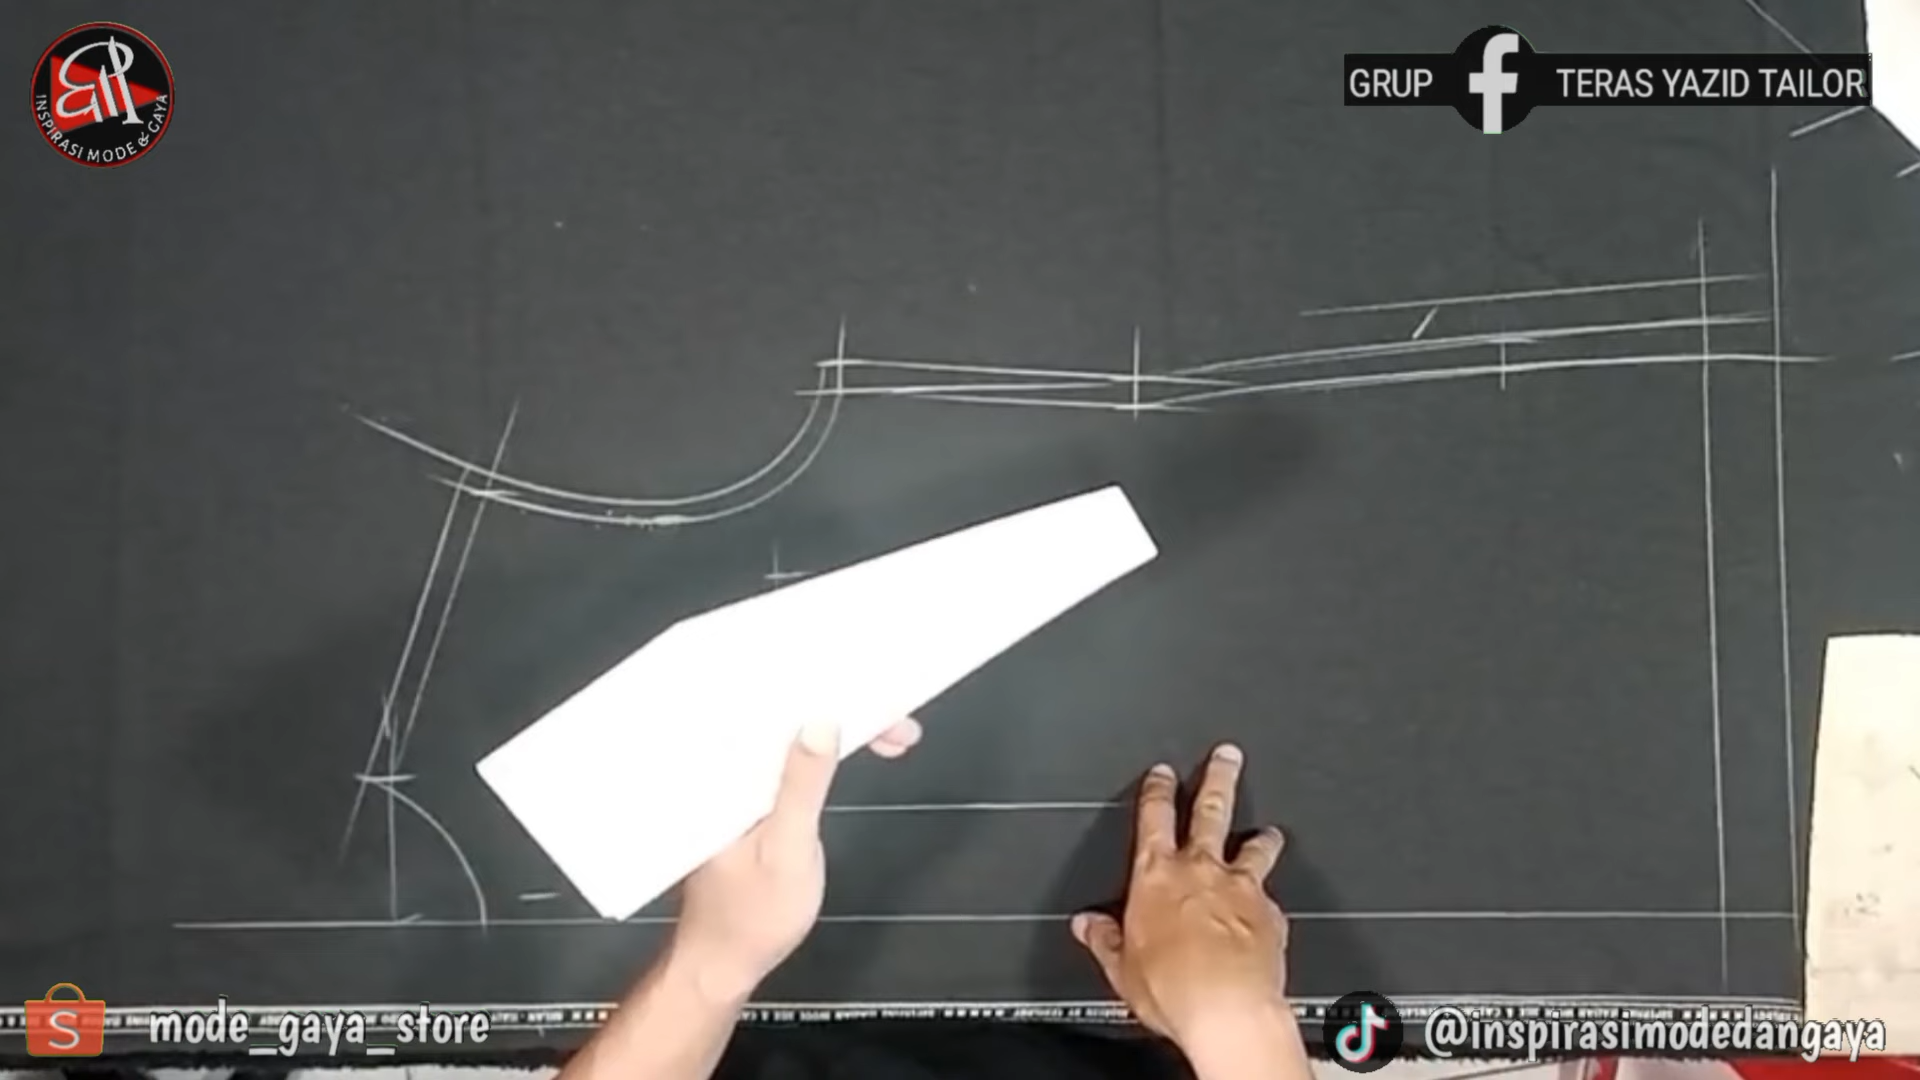 INSPIRASI MODE & GAYA
GRUP f TERAS YAZID TAILOR
mode_gaya_store
@inspirasimodedangaya